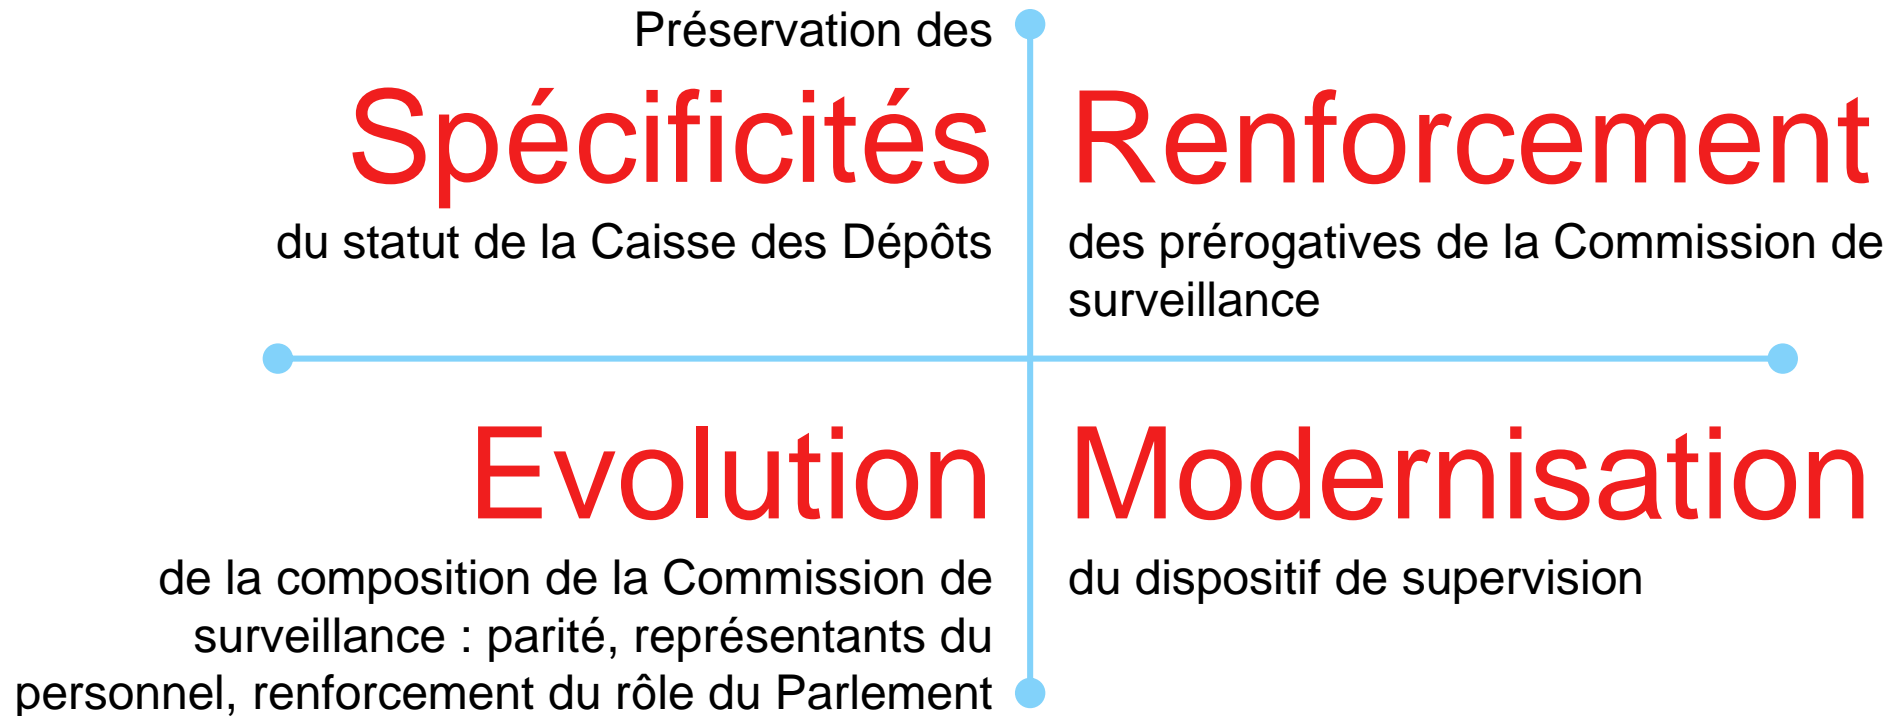 Préservation des
Spécificités
du statut de la Caisse des Dépôts
Renforcement
des prérogatives de la Commission de
surveillance
Evolution
de la composition de la Commission de
surveillance : parité, représentants du
personnel, renforcement du rôle du Parlement
Modernisation
du dispositif de supervision